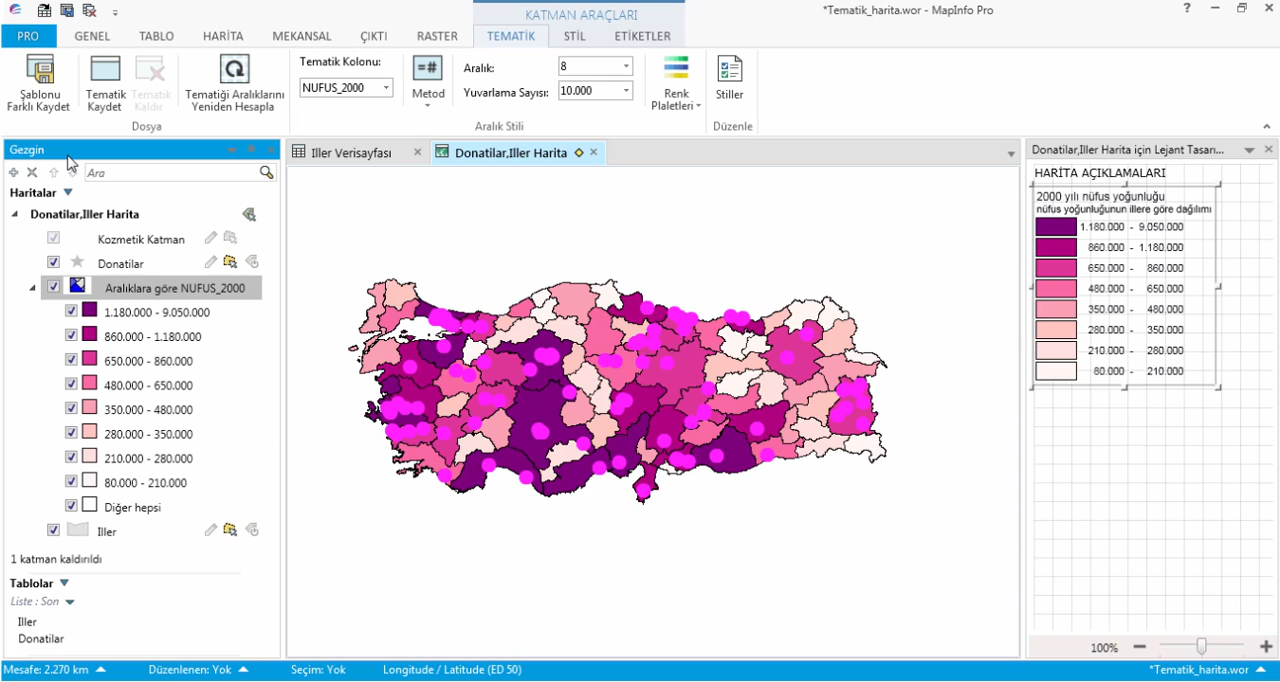 KATMAN ARAÇLARI
*Tematik_harita.wor - MapInfo Pro
?
PRO GENEL TABLO HARİTA MEKANSAL ÇIKTI RASTER TEMATİK STİL ETİKETLER
Şablonu
Farklı Kaydet
Tematik
Kaydet
Tematik
Kaldır
Tematiği Aralıklarını
Yeniden Hesapla
Dosya
Tematik Kolonu:
NUFUS_2000
=#
Metod
Aralık: 8
Yuvarlama Sayısı: 10.000
Aralık Stili
Renk
Paletleri
Stiller
Düzenle
Gezgin
Ara
Haritalar
Donatilar,Iller Harita
Kozmetik Katman
Donatilar
Aralıklara göre NUFUS_2000
1.180.000 - 9.050.000
860.000 - 1.180.000
650.000 - 860.000
480.000 - 650.000
350.000 - 480.000
280.000 - 350.000
210.000 - 280.000
80.000 - 210.000
Diğer hepsi
Iller
1 katman kaldırıldı
Tablolar
Liste : Son
Iller
Donatilar
Iller Verisayfası
Donatilar,Iller Harita
Donatilar,Iller Harita için Lejant Tasarı...
HARİTA AÇIKLAMALARI
2000 yılı nüfus yoğunluğu
nüfus yoğunluğunun illere göre dağılımı
1.180.000 - 9.050.000
860.000 - 1.180.000
650.000 - 860.000
480.000 - 650.000
350.000 - 480.000
280.000 - 350.000
210.000 - 280.000
80.000 - 210.000
100%
Mesafe: 2.270 km Düzenlenen: Yok Seçim: Yok Longitude / Latitude (ED 50) *Tematik_harita.wor